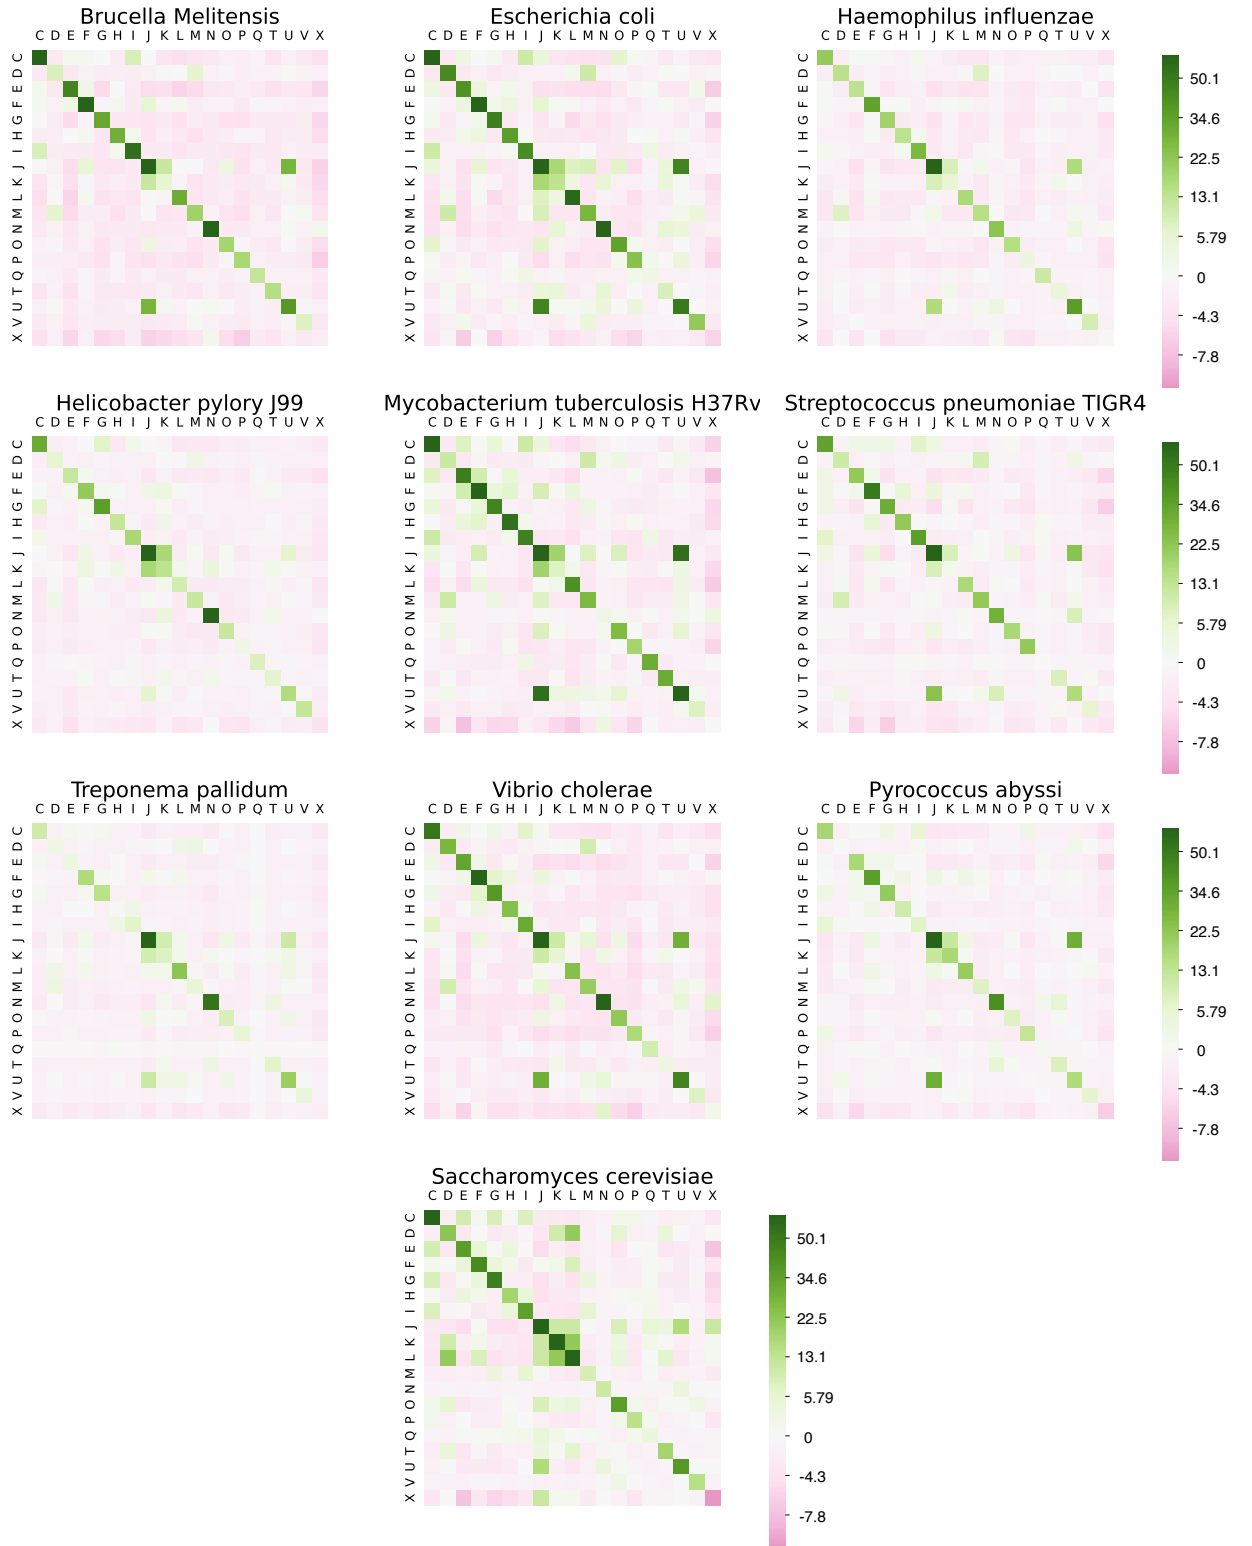 Brucella Melitensis
C D E F G H I J K L M N O P Q T U V X
C
D
E
F
G
H
I
J
K
L
M
N
O
P
Q
T
U
V
X
Escherichia coli
C D E F G H I J K L M N O P Q T U V X
C
D
E
F
G
H
I
J
K
L
M
N
O
P
Q
T
U
V
X
Haemophilus influenzae
C D E F G H I J K L M N O P Q T U V X
C
D
E
F
G
H
I
J
K
L
M
N
O
P
Q
T
U
V
X
50.1
34.6
22.5
13.1
5.79
0
-4.3
-7.8
Helicobacter pylory J99
C D E F G H I J K L M N O P Q T U V X
C
D
E
F
G
H
I
J
K
L
M
N
O
P
Q
T
U
V
X
Mycobacterium tuberculosis H37Rv
C D E F G H I J K L M N O P Q T U V X
C
D
E
F
G
H
I
J
K
L
M
N
O
P
Q
T
U
V
X
Streptococcus pneumoniae TIGR4
C D E F G H I J K L M N O P Q T U V X
C
D
E
F
G
H
I
J
K
L
M
N
O
P
Q
T
U
V
X
50.1
34.6
22.5
13.1
5.79
0
-4.3
-7.8
Treponema pallidum
C D E F G H I J K L M N O P Q T U V X
C
D
E
F
G
H
I
J
K
L
M
N
O
P
Q
T
U
V
X
Vibrio cholerae
C D E F G H I J K L M N O P Q T U V X
C
D
E
F
G
H
I
J
K
L
M
N
O
P
Q
T
U
V
X
Pyrococcus abyssi
C D E F G H I J K L M N O P Q T U V X
C
D
E
F
G
H
I
J
K
L
M
N
O
P
Q
T
U
V
X
50.1
34.6
22.5
13.1
5.79
0
-4.3
-7.8
Saccharomyces cerevisiae
C D E F G H I J K L M N O P Q T U V X
C
D
E
F
G
H
I
J
K
L
M
N
O
P
Q
T
U
V
X
50.1
34.6
22.5
13.1
5.79
0
-4.3
-7.8